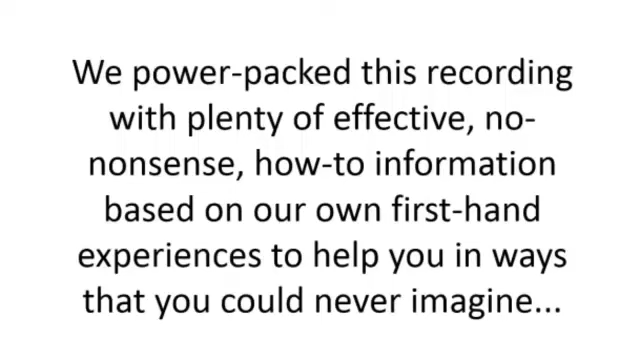 We power-packed this recording
with plenty of effective, no-
nonsense, how-to information
based on our own first-hand
experiences to help you in ways
that you could never imagine...